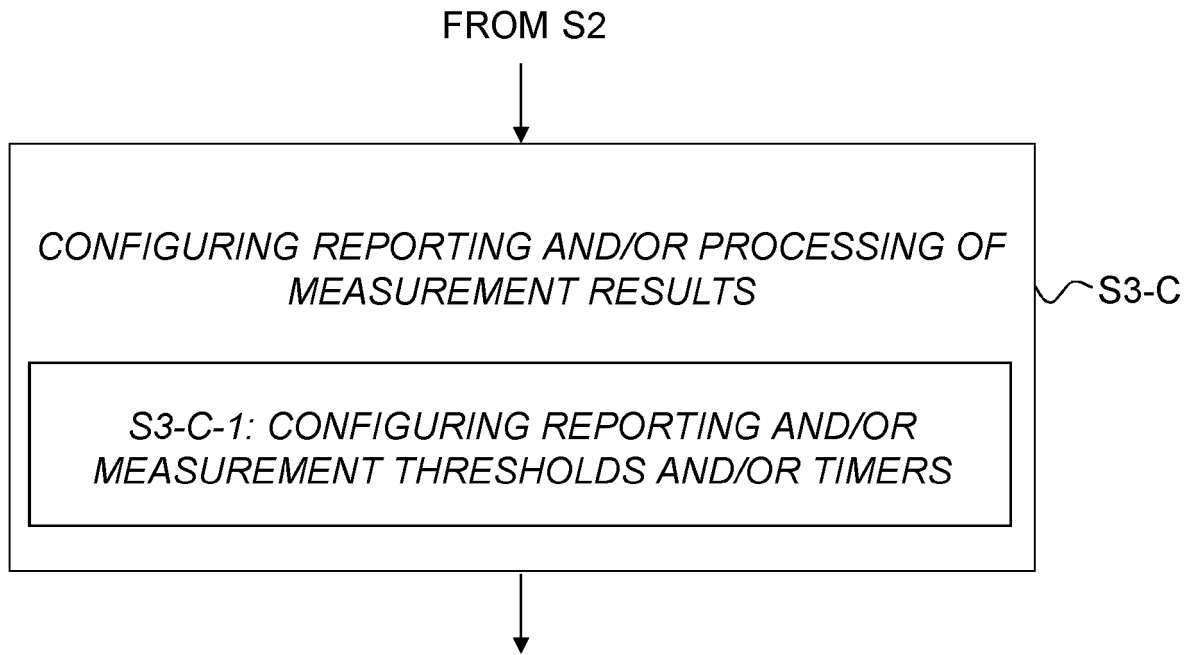 FROM S2
CONFIGURING REPORTING AND/OR PROCESSING OF
MEASUREMENT RESULTS
S3-C
S3-C-1: CONFIGURING REPORTING AND/OR
MEASUREMENT THRESHOLDS AND/OR TIMERS